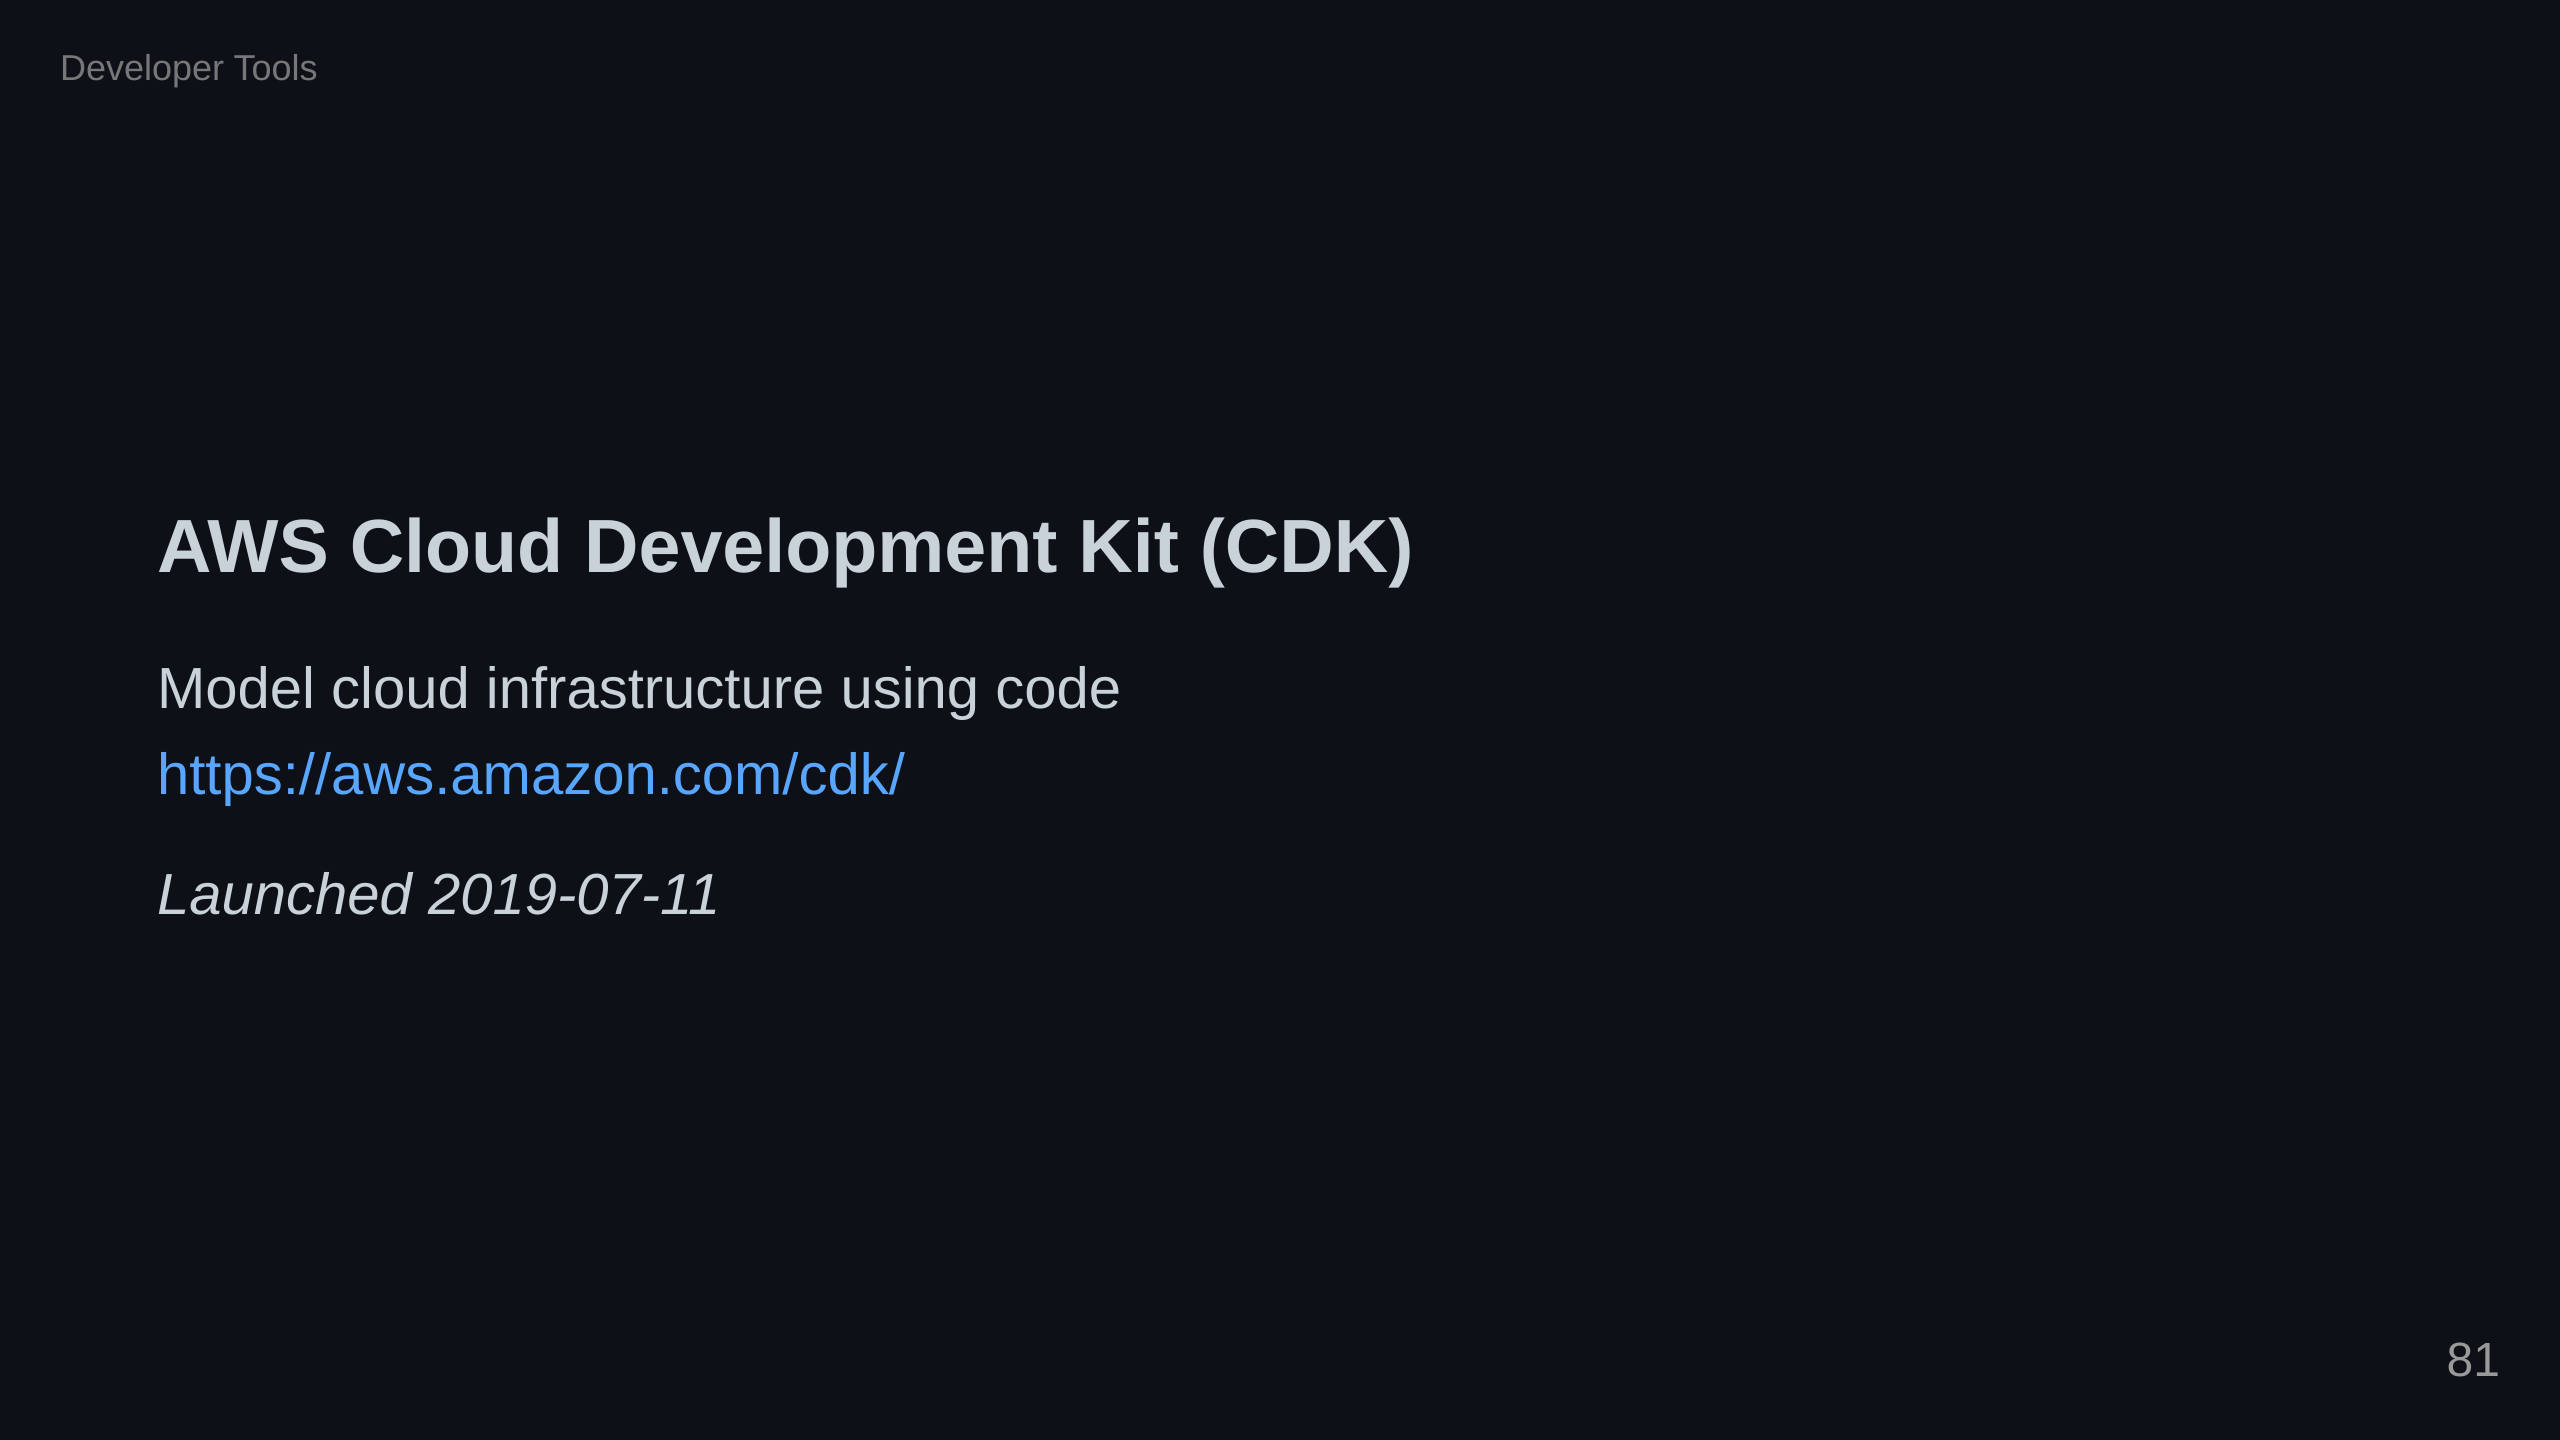 Developer Tools
AWS Cloud Development Kit (CDK)
Model cloud infrastructure using code
https://aws.amazon.com/cdk/
Launched 2019-07-11
81